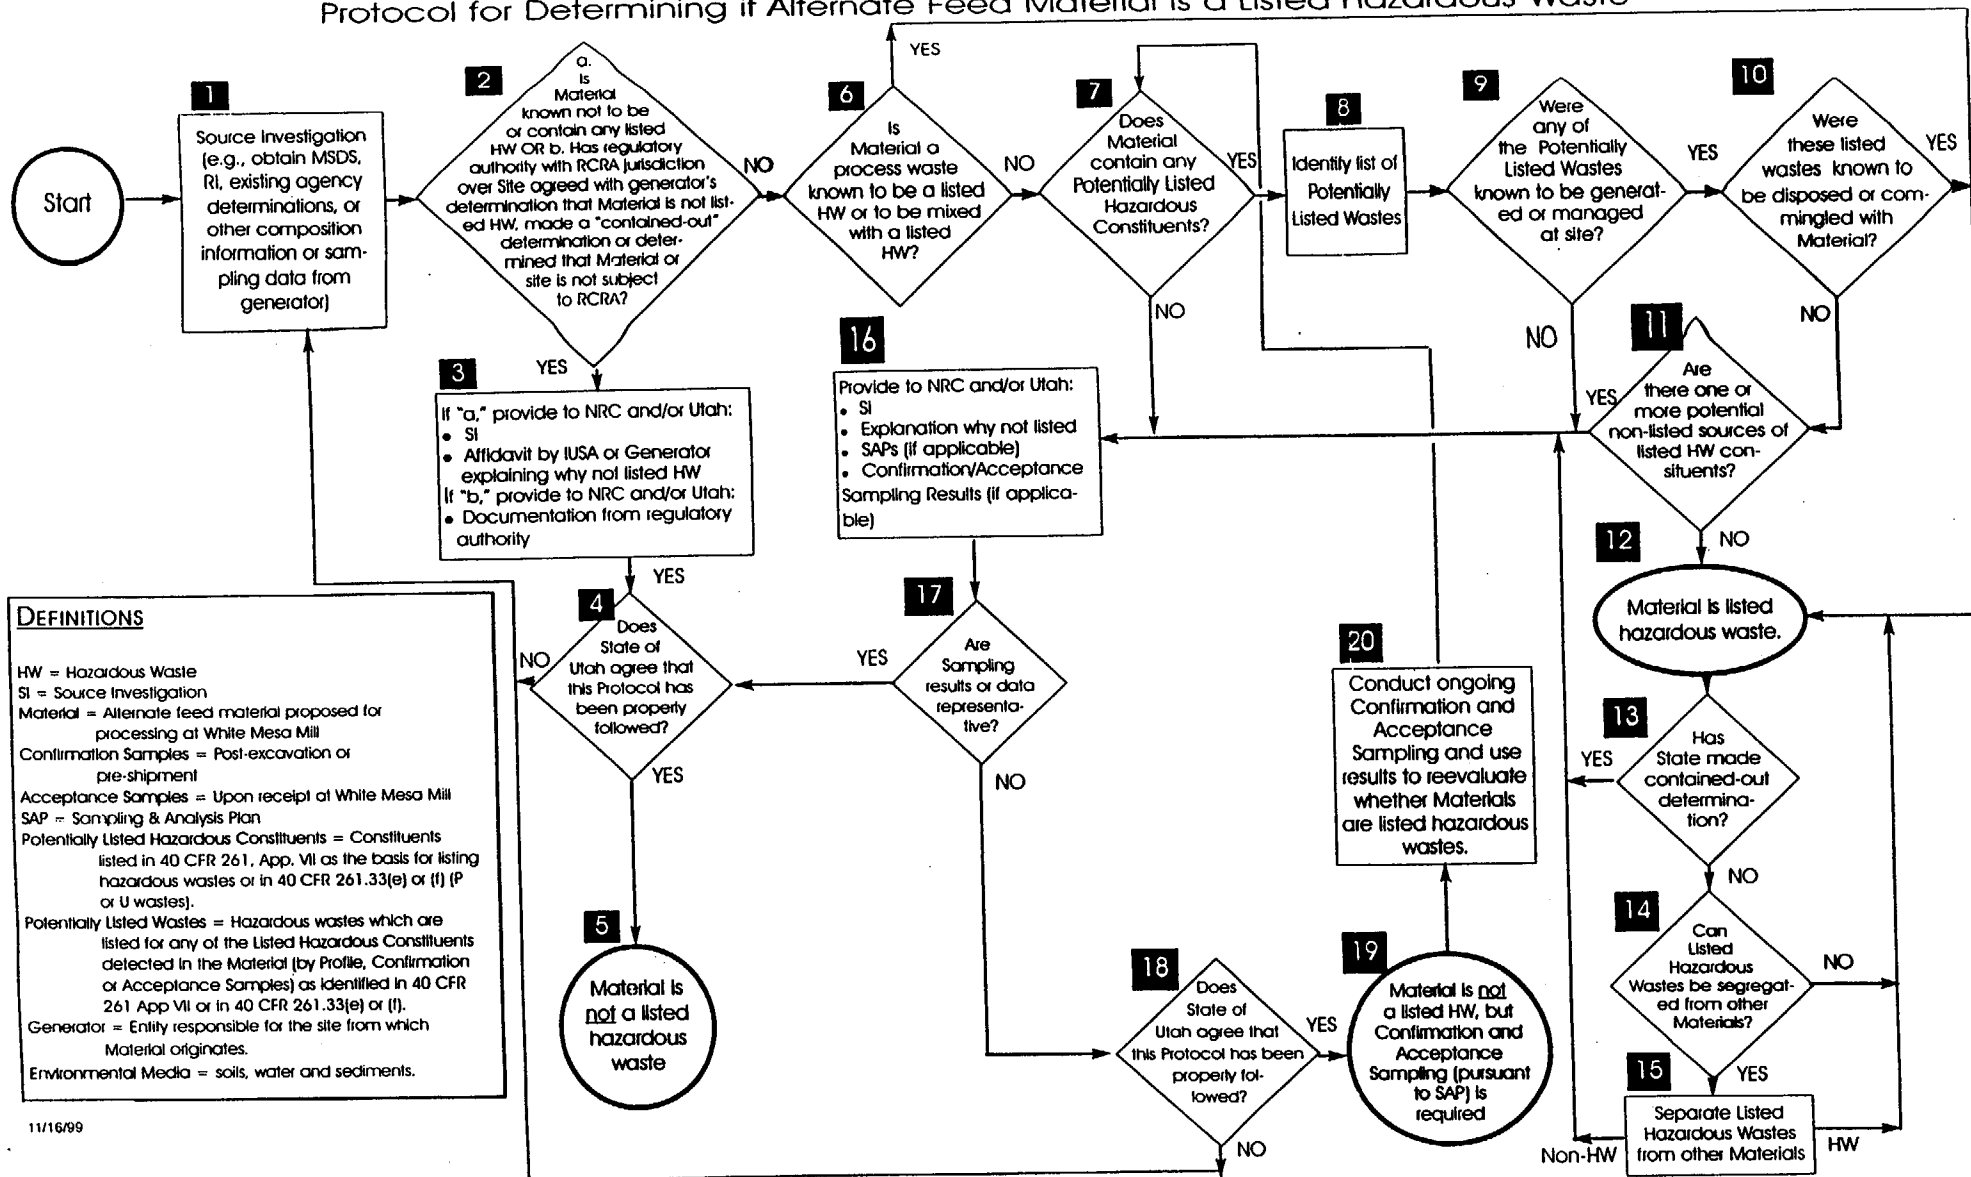 Protocol for Determining if Alternate Feed Material is a Listed Hazardous Waste
Start
1
Source Investigation
(e.g., obtain MSDS,
RI, existing agency
determinations, or
other composition
information or sam-
pling data from
generator)
2
a.
Is
Material
known not to be
or contain any listed
HW OR b. Has regulatory
authority with RCRA jurisdiction
over Site agreed with generator's
determination that Material is not list-
ed HW, made a "contained-out"
determination or deter-
mined that Material or
site is not subject
to RCRA?
NO
YES
3
If "a," provide to NRC and/or Utah:
• SI
• Affidavit by IUSA or Generator
explaining why not listed HW
If "b," provide to NRC and/or Utah:
• Documentation from regulatory
authority
YES
4
Does
State of
Utah agree that
this Protocol has
been property
followed?
NO
YES
5
Material is
not a listed
hazardous
waste
6
Is
Material a
process waste
known to be a listed
HW or to be mixed
with a listed
HW?
YES
NO
7
Does
Material
contain any
Potentially Listed
Hazardous
Constituents?
YES
NO
8
Identify list of
Potentially
Listed Wastes
9
Were
any of
the Potentially
Listed Wastes
known to be generat-
ed or managed
at site?
YES
NO
10
Were
these listed
wastes known to
be disposed or com-
mingled with
Material?
YES
NO
11
Are
there one or
more potential
non-listed sources of
listed HW con-
stituents?
YES
NO
12
Material is listed
hazardous waste.
13
Has
State made
contained-out
determina-
tion?
YES
NO
14
Can
Listed
Hazardous
Wastes be segregat-
ed from other
Materials?
NO
YES
15
Separate Listed
Hazardous Wastes
from other Materials
Non-HW
HW
16
Provide to NRC and/or Utah:
• SI
• Explanation why not listed
• SAPs (if applicable)
• Confirmation/Acceptance
Sampling Results (if applica-
ble)
17
Are
Sampling
results or data
representa-
tive?
YES
NO
18
Does
State of
Utah agree that
this Protocol has been
property fol-
lowed?
YES
NO
19
Material is not
a listed HW, but
Confirmation and
Acceptance
Sampling (pursuant
to SAP) is
required
20
Conduct ongoing
Confirmation and
Acceptance
Sampling and use
results to reevaluate
whether Materials
are listed hazardous
wastes.
DEFINITIONS
HW = Hazardous Waste
SI = Source Investigation
Material = Alternate feed material proposed for
processing at White Mesa Mill
Confirmation Samples = Post-excavation or
pre-shipment
Acceptance Samples = Upon receipt at White Mesa Mill
SAP = Sampling & Analysis Plan
Potentially Listed Hazardous Constituents = Constituents
listed in 40 CFR 261, App. VII as the basis for listing
hazardous wastes or in 40 CFR 261.33(e) or (f) (P
or U wastes).
Potentially Listed Wastes = Hazardous wastes which are
listed for any of the Listed Hazardous Constituents
detected in the Material (by Profile, Confirmation
or Acceptance Samples) as identified in 40 CFR
261 App VII or in 40 CFR 261.33(e) or (f).
Generator = Entity responsible for the site from which
Material originates.
Environmental Media = soils, water and sediments.
11/16/99